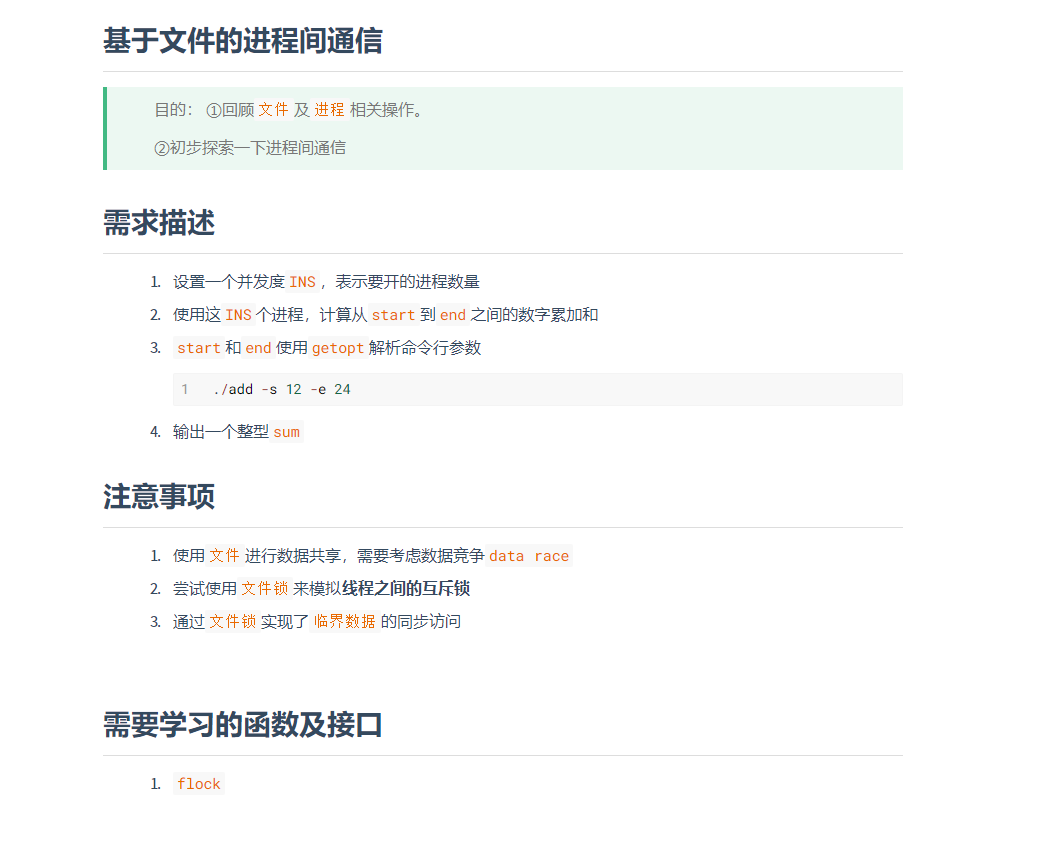 基于文件的进程间通信
目的： ①回顾 文件 及 进程 相关操作。
②初步探索一下进程间通信
需求描述
1. 设置一个并发度 INS ，表示要开的进程数量
2. 使用这 INS 个进程，计算从 start 到 end 之间的数字累加和
3. start 和 end 使用 getopt 解析命令行参数
1 ./add -s 12 -e 24
4. 输出一个整型 sum
注意事项
1. 使用 文件 进行数据共享，需要考虑数据竞争 data race
2. 尝试使用 文件锁 来模拟线程之间的互斥锁
3. 通过 文件锁 实现了 临界数据 的同步访问
需要学习的函数及接口
1. flock